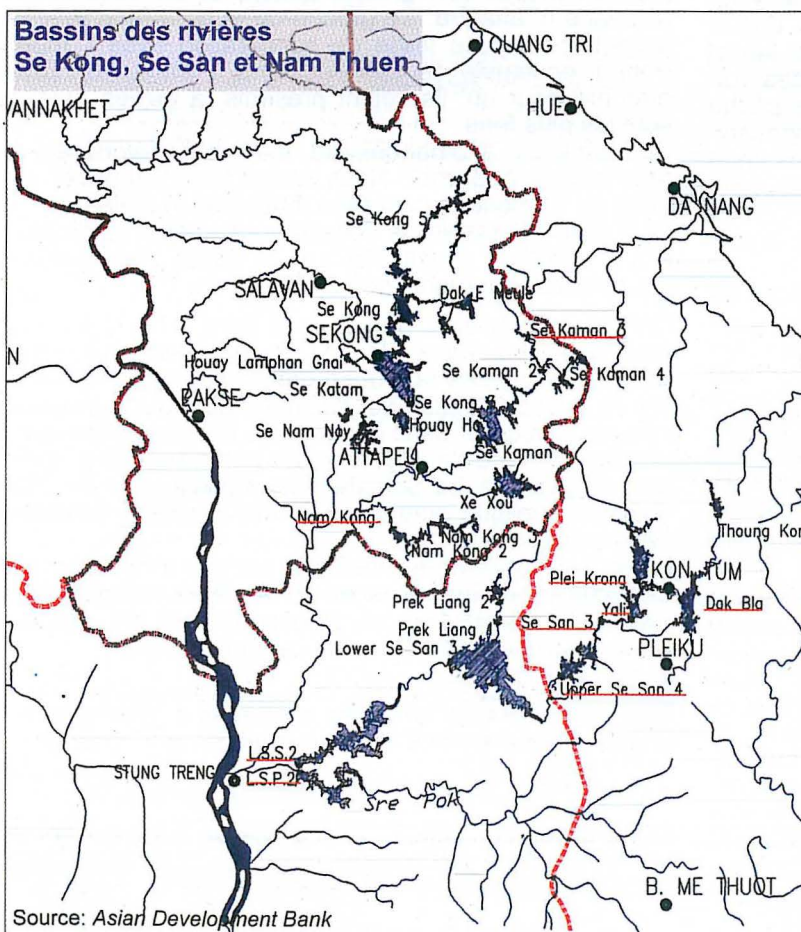 Bassins des rivières
Se Kong, Se San et Nam Thuen
QUANG TRI
VANNAKHET
HUE
DA NANG
Se Kong 5
SALAVAN
Dak E Meule
Se Kong 4
SEKONG
Se Kaman 3
Houay Lamphan Gnai
Se Kaman 2
Se Kaman 4
Se Katam
PAKSE
Se Kong 3
Se Nam Noy
Houay Ho
ATTAPEU
Se Kaman 1
Xe Xou
Nam Kong
Nam Kong 3
Nam Kong 2
Thoung Kon
Plei Krong
KON TUM
Prek Liang 2
Yali
Dak Bla
Se San 3
Prek Liang 1
Lower Se San 3
PLEIKU
Upper Se San 4
L.S.S.2
STUNG TRENG
L.S.P.2
Sre Pok
B. ME THUOT
Source: Asian Development Bank